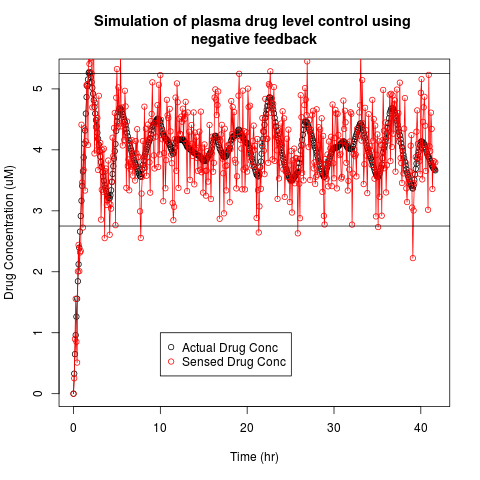 Simulation of plasma drug level control using
negative feedback
Drug Concentration (uM)
5
4
3
2
1
0
Actual Drug Conc
Sensed Drug Conc
0 10 20 30 40
Time (hr)